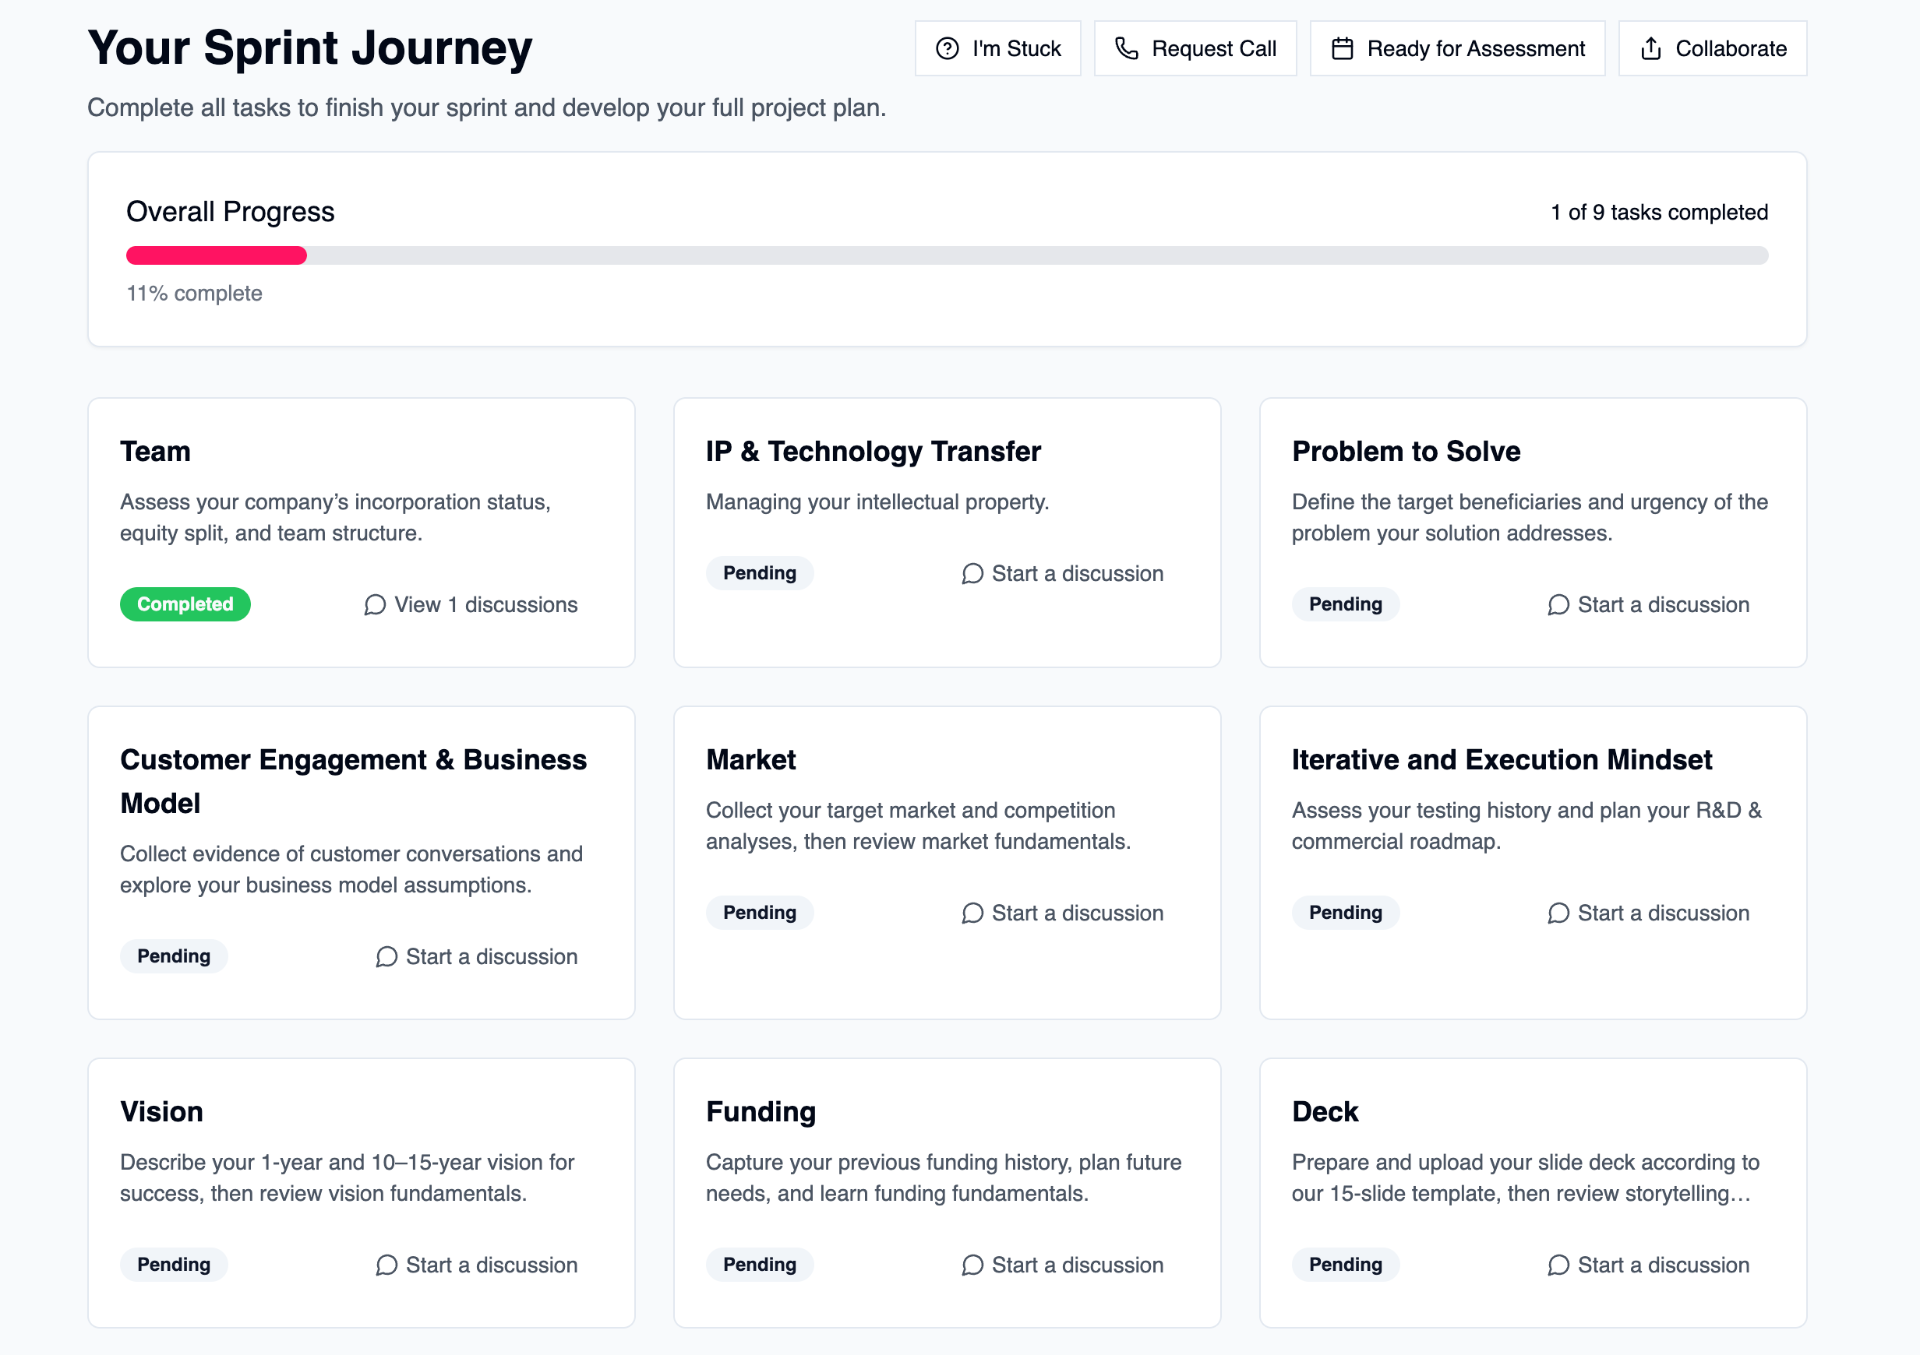 Your Sprint Journey
I'm Stuck
Request Call
Ready for Assessment
Collaborate
Complete all tasks to finish your sprint and develop your full project plan.
Overall Progress
1 of 9 tasks completed
11% complete
Team
Assess your company’s incorporation status,
equity split, and team structure.
Completed
View 1 discussions
IP & Technology Transfer
Managing your intellectual property.
Pending
Start a discussion
Problem to Solve
Define the target beneficiaries and urgency of the
problem your solution addresses.
Pending
Start a discussion
Customer Engagement & Business
Model
Collect evidence of customer conversations and
explore your business model assumptions.
Pending
Start a discussion
Market
Collect your target market and competition
analyses, then review market fundamentals.
Pending
Start a discussion
Iterative and Execution Mindset
Assess your testing history and plan your R&D &
commercial roadmap.
Pending
Start a discussion
Vision
Describe your 1-year and 10–15-year vision for
success, then review vision fundamentals.
Pending
Start a discussion
Funding
Capture your previous funding history, plan future
needs, and learn funding fundamentals.
Pending
Start a discussion
Deck
Prepare and upload your slide deck according to
our 15-slide template, then review storytelling…
Pending
Start a discussion